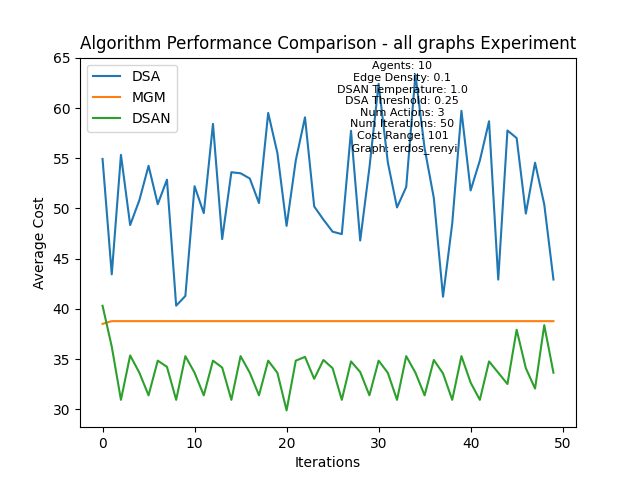 Algorithm Performance Comparison - all graphs Experiment
DSA
MGM
DSAN
Agents: 10
Edge Density: 0.1
DSAN Temperature: 1.0
DSA Threshold: 0.25
Num Actions: 3
Num Iterations: 50
Cost Range: 101
Graph: erdos_renyi
Average Cost
65
60
55
50
45
40
35
30
0 10 20 30 40 50
Iterations